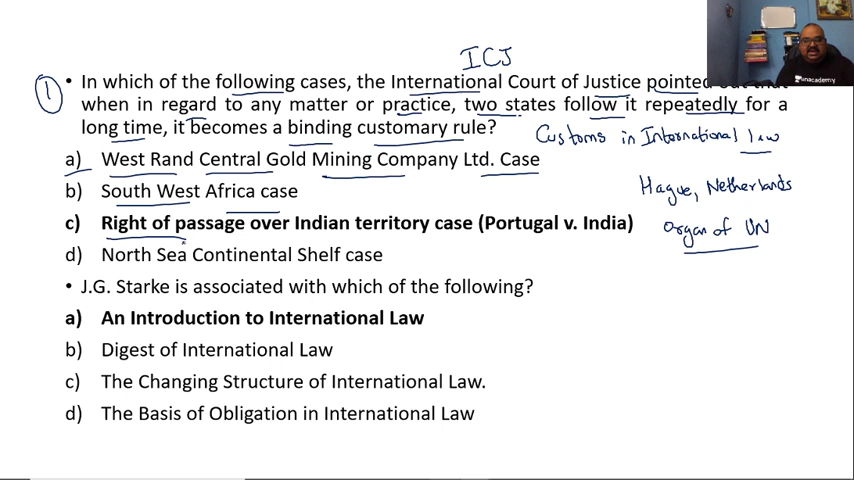 ICJ
unacademy
1 • In which of the following cases, the International Court of Justice pointed out that
when in regard to any matter or practice, two states follow it repeatedly for a
long time, it becomes a binding customary rule?
Customs in International law
a) West Rand Central Gold Mining Company Ltd. Case
Hague, Netherlands
b) South West Africa case
c) Right of passage over Indian territory case (Portugal v. India)
Organ of UN
d) North Sea Continental Shelf case
• J.G. Starke is associated with which of the following?
a) An Introduction to International Law
b) Digest of International Law
c) The Changing Structure of International Law.
d) The Basis of Obligation in International Law